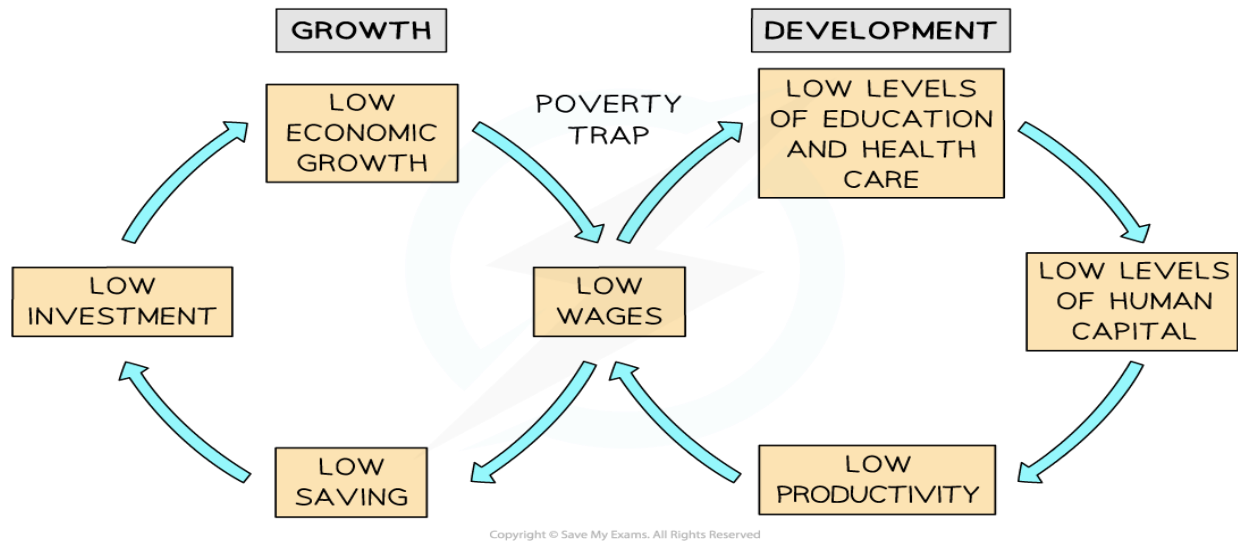 GROWTH
DEVELOPMENT
LOW
ECONOMIC
GROWTH
POVERTY
TRAP
LOW LEVELS
OF EDUCATION
AND HEALTH
CARE
LOW
INVESTMENT
LOW
WAGES
LOW LEVELS
OF HUMAN
CAPITAL
LOW
SAVING
LOW
PRODUCTIVITY
Copyright © Save My Exams. All Rights Reserved